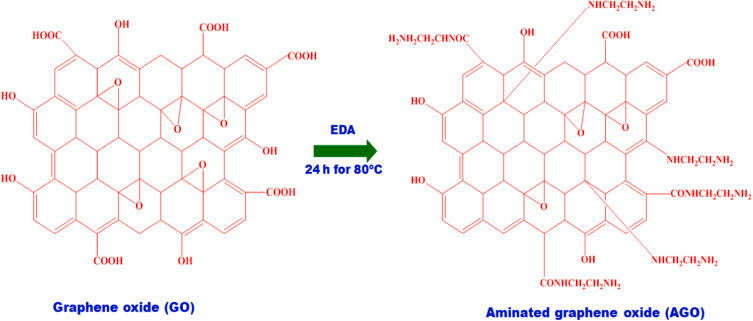 HOOC
OH
COOH
COOH
O
HO
O
O
OH
O
HO
COOH
O
COOH
OH
Graphene oxide (GO)
EDA
24 h for 80°C
NHCH2CH2NH2
H2NH2CH2CHNOC
OH
COOH
COOH
HO
O
O
NHCH2CH2NH2
HO
CONHCH2CH2NH2
O
OH
NHCH2CH2NH2
CONHCH2CH2NH2
Aminated graphene oxide (AGO)